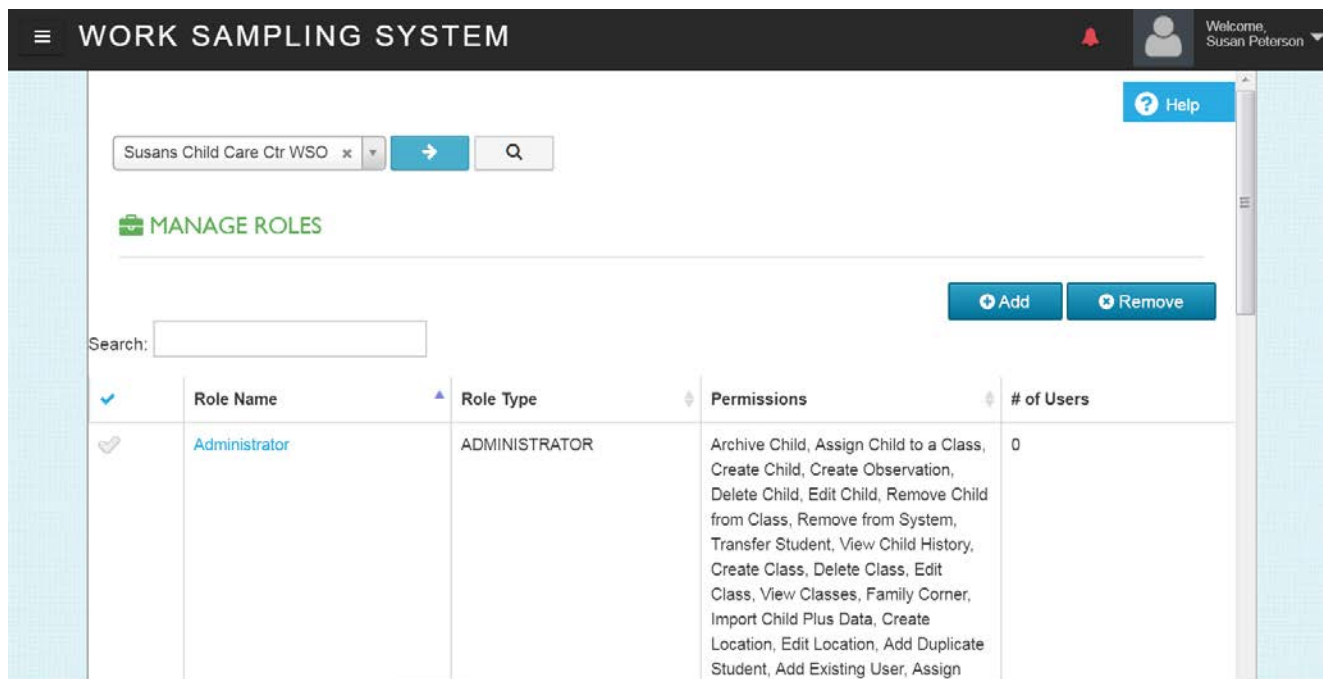 WORK SAMPLING SYSTEM
Welcome,
Susan Peterson
Help
Susans Child Care Ctr WSO
MANAGE ROLES
Add Remove
Search:
Role Name Role Type Permissions # of Users
Administrator ADMINISTRATOR Archive Child, Assign Child to a Class, 0
Create Child, Create Observation,
Delete Child, Edit Child, Remove Child
from Class, Remove from System,
Transfer Student, View Child History,
Create Class, Delete Class, Edit
Class, View Classes, Family Corner,
Import Child Plus Data, Create
Location, Edit Location, Add Duplicate
Student, Add Existing User, Assign